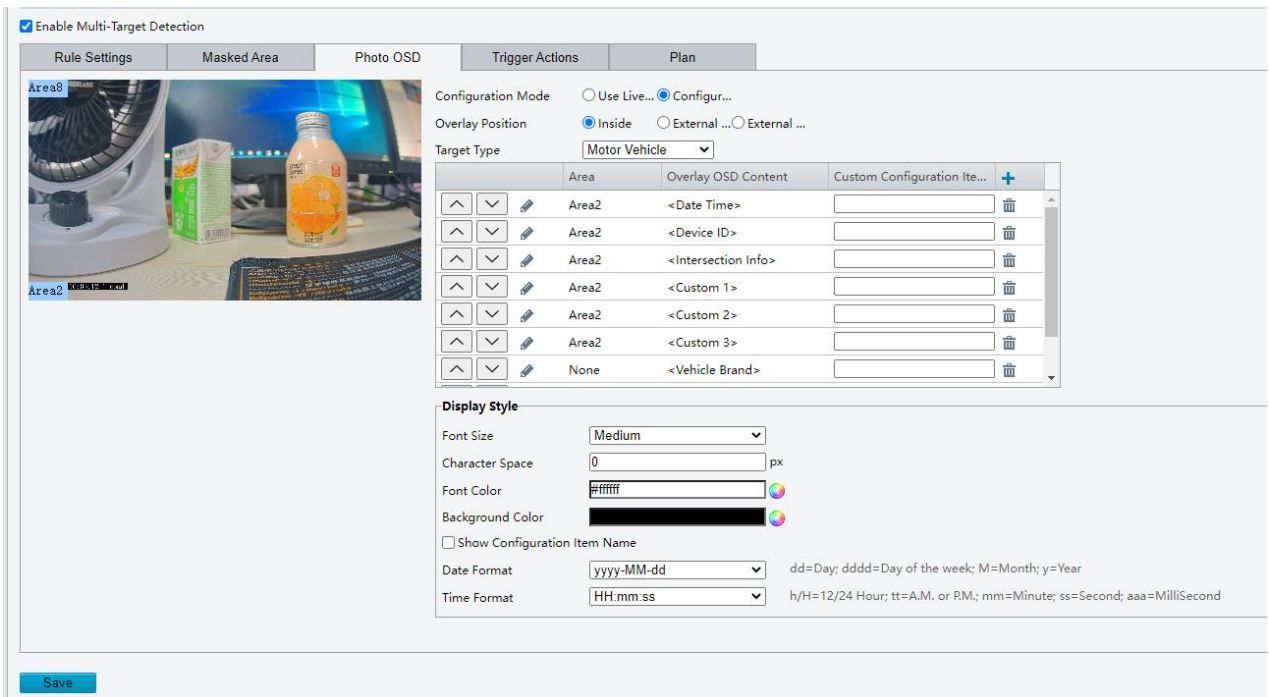 Enable Multi-Target Detection
Rule Settings Masked Area Photo OSD Trigger Actions Plan
Area8
Area2
Configuration Mode Use Live... Configur...
Overlay Position Inside External ... External ...
Target Type Motor Vehicle
Area Overlay OSD Content Custom Configuration Ite...
Area2 <Date Time>
Area2 <Device ID>
Area2 <Intersection Info>
Area2 <Custom 1>
Area2 <Custom 2>
Area2 <Custom 3>
None <Vehicle Brand>
Display Style
Font Size Medium
Character Space 0 px
Font Color #ffffff
Background Color
Show Configuration Item Name
Date Format yyyy-MM-dd dd=Day; dddd=Day of the week; M=Month; y=Year
Time Format HH:mm:ss h/H=12/24 Hour; tt=A.M. or P.M.; mm=Minute; ss=Second; aaa=MilliSecond
Save